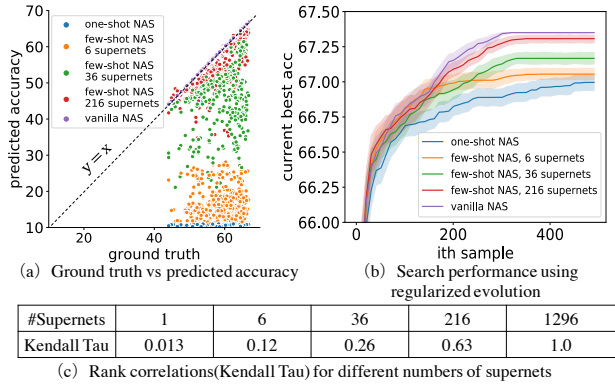 70
60
50
40
30
20
10
predicted accuracy
one-shot NAS
few-shot NAS
6 supernets
few-shot NAS
36 supernets
few-shot NAS
216 supernets
vanilla NAS
y = x
20 40 60
ground truth
(a) Ground truth vs predicted accuracy
67.50
67.25
67.00
66.75
66.50
66.25
66.00
current best acc
one-shot NAS
few-shot NAS, 6 supernets
few-shot NAS, 36 supernets
few-shot NAS, 216 supernets
vanilla NAS
0 200 400
ith sample
(b) Search performance using
regularized evolution
#Supernets 1 6 36 216 1296
Kendall Tau 0.013 0.12 0.26 0.63 1.0
(c) Rank correlations(Kendall Tau) for different numbers of supernets